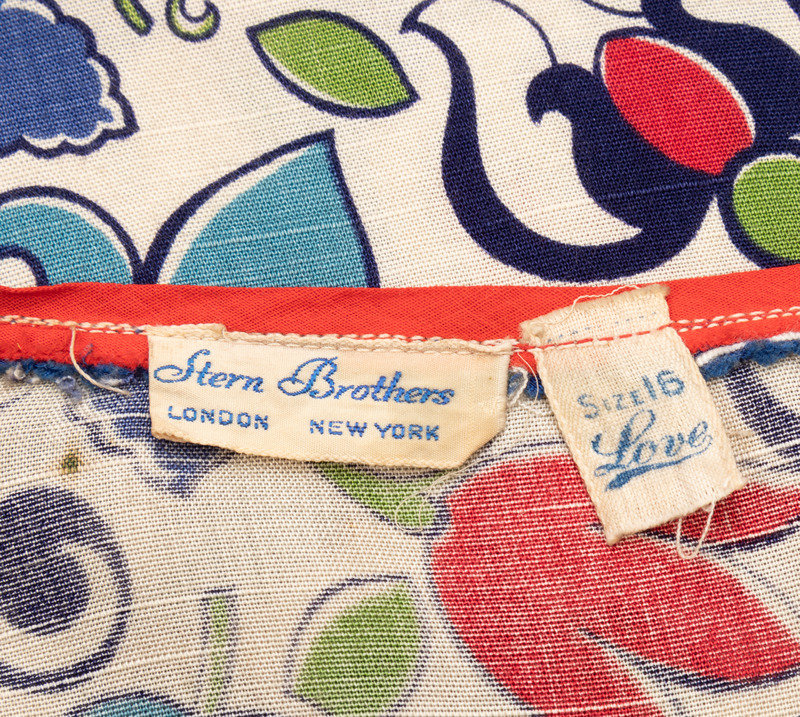 Stern Brothers
LONDON NEW YORK
SIZE 16
Love